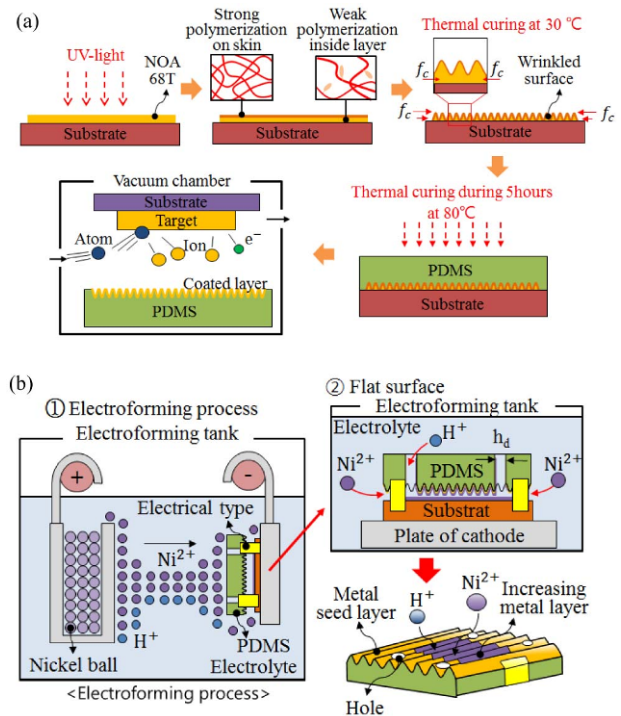 (a)
UV-light
NOA
68T
Substrate
Strong
polymerization
on skin
Weak
polymerization
inside layer
Substrate
Thermal curing at 30 ℃
f_c
f_c
Wrinkled
surface
f_c
f_c
Substrate
Thermal curing during 5hours
at 80℃
PDMS
Substrate
Vacuum chamber
Substrate
Target
Atom
Ion
e⁻
Coated layer
PDMS
(b)
① Electroforming process
Electroforming tank
+
-
Electrical type
Ni²⁺
H⁺
Nickel ball
PDMS
Electrolyte
<Electroforming process>
② Flat surface
Electroforming tank
Electrolyte
H⁺
h_d
Ni²⁺
PDMS
Ni²⁺
Substrat
Plate of cathode
Metal
seed layer
H⁺
Ni²⁺
Increasing
metal layer
Hole